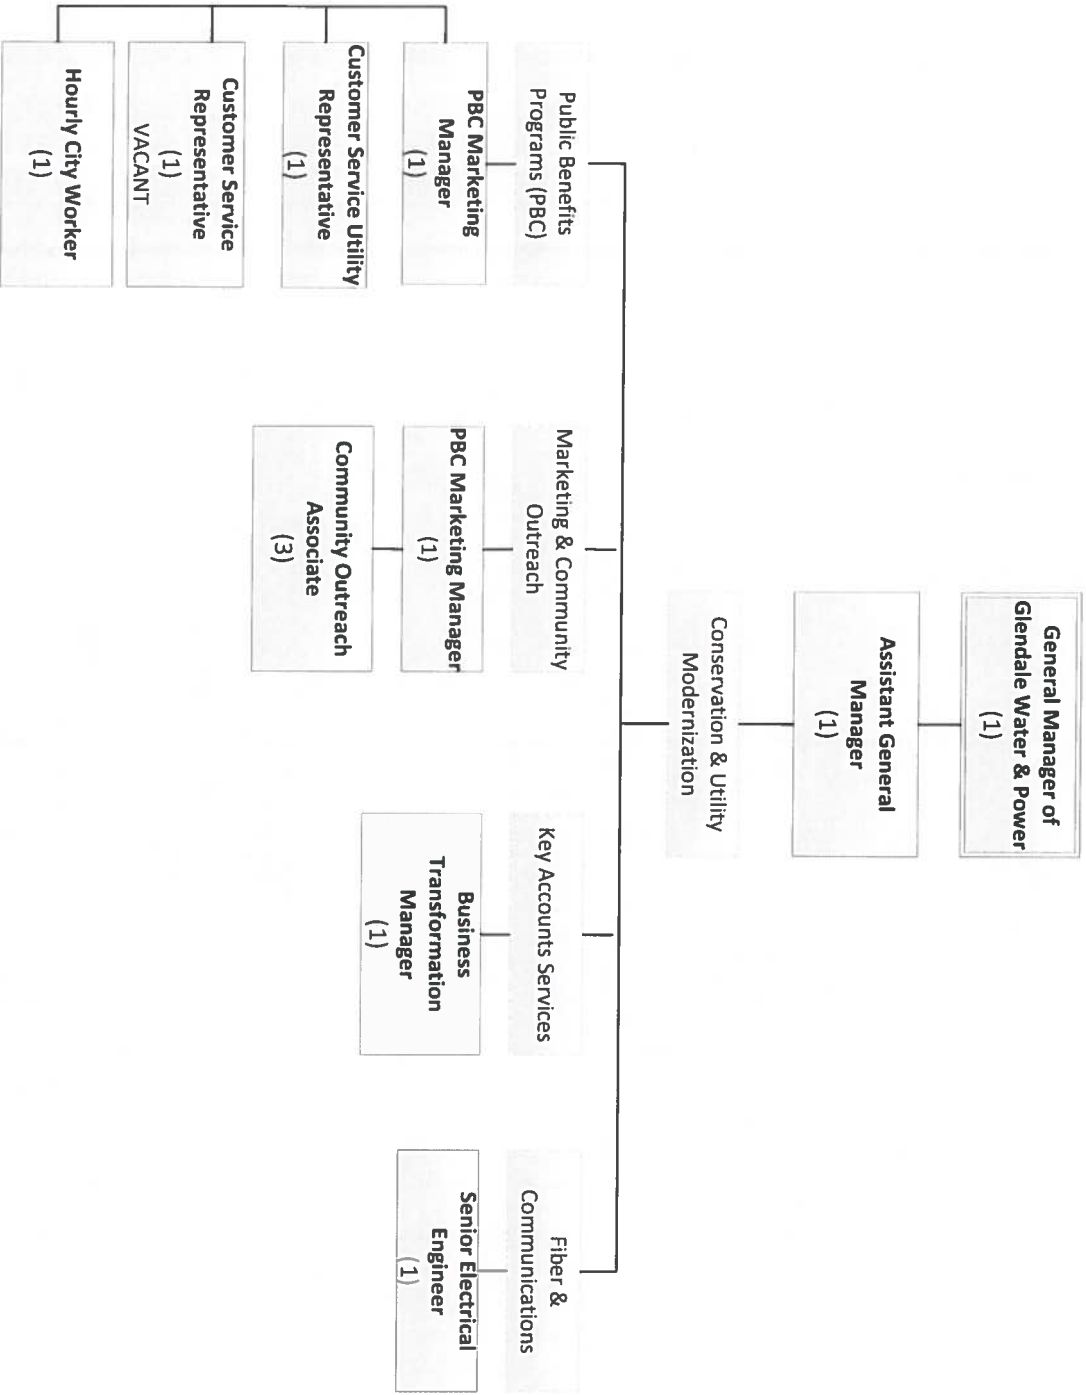 General Manager of
Glendale Water & Power
(1)
Assistant General
Manager
(1)
Conservation & Utility
Modernization
Public Benefits
Programs (PBC)
PBC Marketing
Manager
(1)
Customer Service Utility
Representative
(1)
Customer Service
Representative
(1)
VACANT
Hourly City Worker
(1)
Marketing & Community
Outreach
PBC Marketing Manager
(1)
Community Outreach
Associate
(3)
Key Accounts Services
Business
Transformation
Manager
(1)
Fiber &
Communications
Senior Electrical
Engineer
(1)